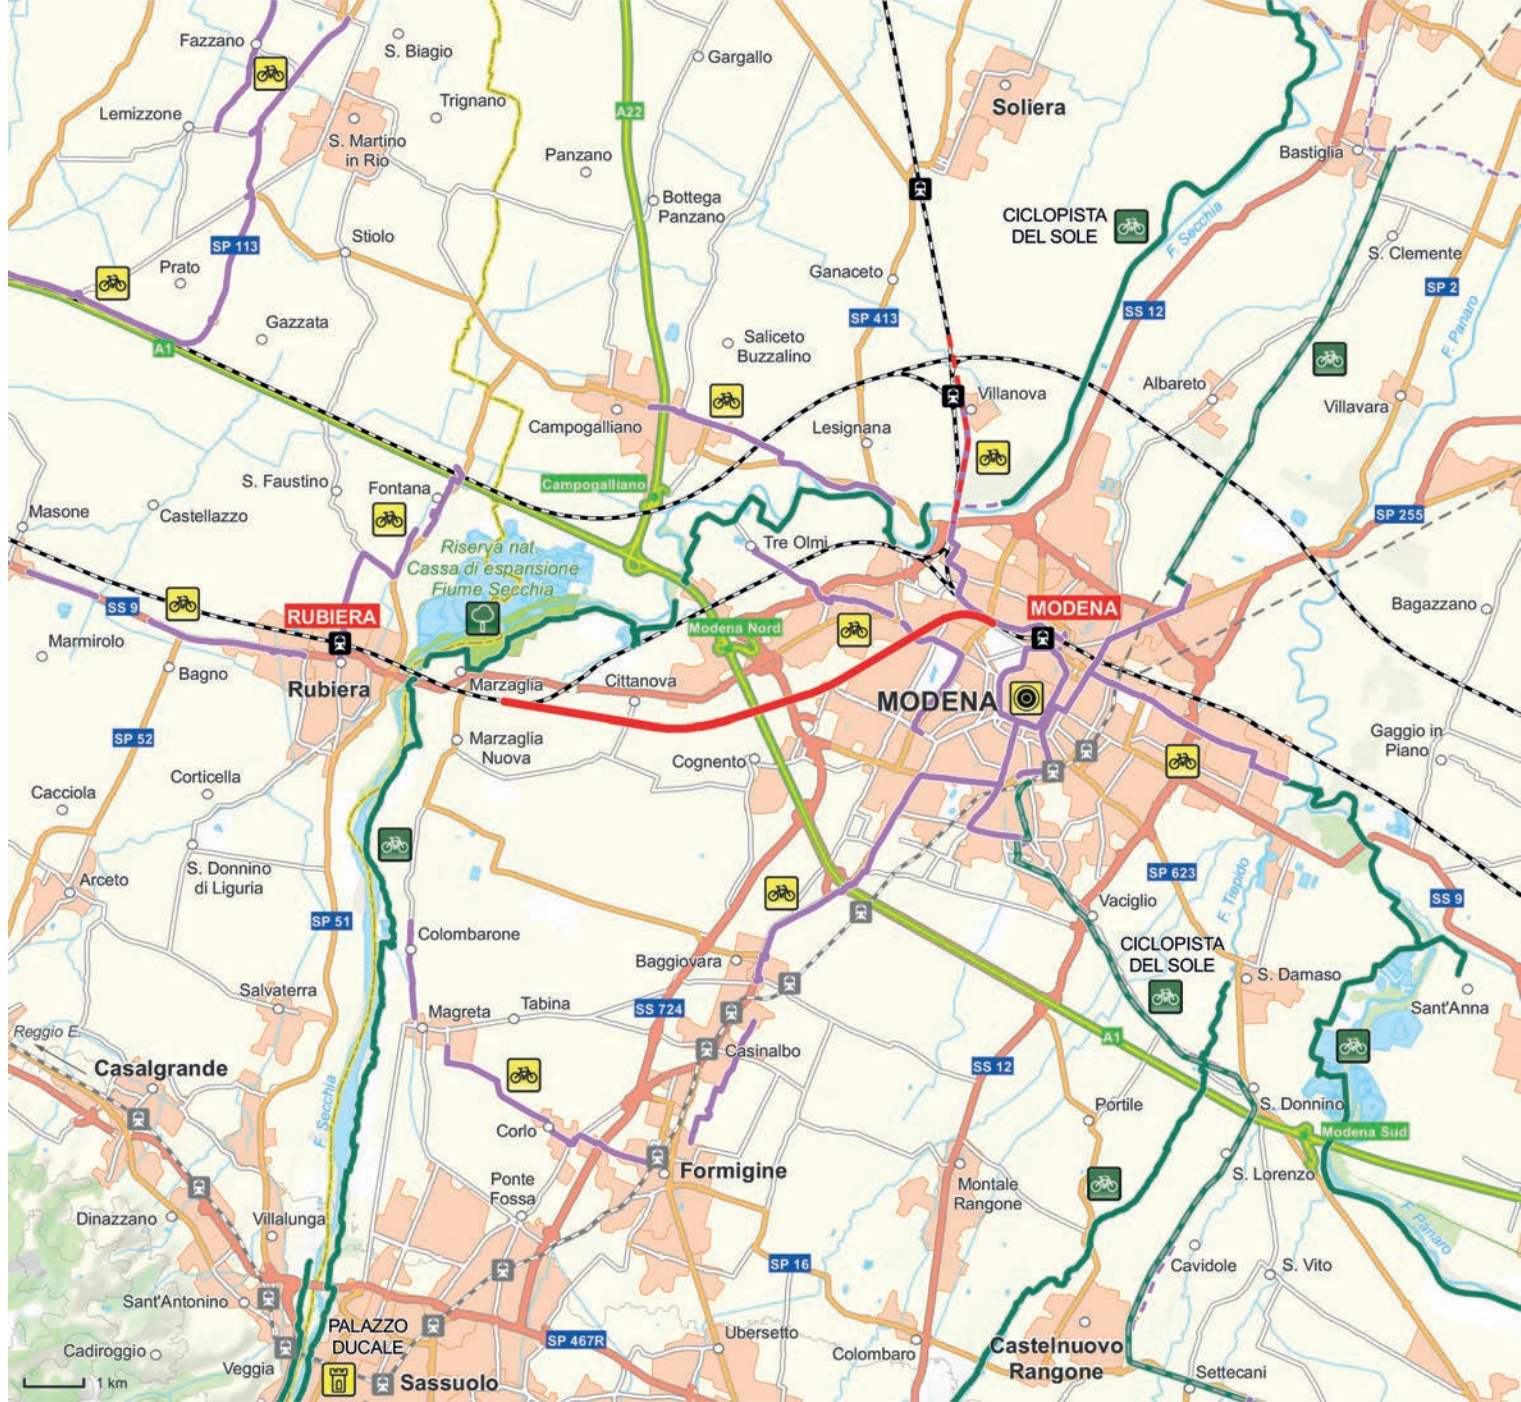 Fazzano
S. Biagio
Gargallo
Soliera
A22
Lemizzone
Trignano
S. Martino
in Rio
Panzano
Bastiglia
Bottega
Panzano
CICLOPISTA
DEL SOLE
F. Secchia
SP 113
Stiolo
S. Clemente
Prato
Ganaceto
SP 2
SP 413
SS 12
F. Panaro
Gazzata
A1
Saliceto
Buzzalino
Albareto
Villanova
Villavara
Campogalliano
Lesignana
S. Faustino
Fontana
Campogalliano
Masone
Castellazzo
SP 255
Tre Olmi
Riserva nat.
Cassa di espansione
Fiume Secchia
SS 9
RUBIERA
MODENA
Bagazzano
Marmirolo
Modena Nord
Bagno
Rubiera
Marzaglia
Cittanova
MODENA
SP 52
Marzaglia
Nuova
Gaggio in
Piano
Cognento
Corticella
Cacciola
S. Donnino
di Liguria
Arceto
SP 623
F. Tiepido
SS 9
Vaciglio
SP 51
Colombarone
CICLOPISTA
DEL SOLE
Baggiovara
S. Damaso
Salvaterra
Magreta
Tabina
SS 724
Sant'Anna
Reggio E.
A1
Casinalbo
Casalgrande
SS 12
F. Secchia
Portile
S. Donnino
Corlo
Modena Sud
Formigine
S. Lorenzo
Ponte
Fossa
Montale
Rangone
Dinazzano
Villalunga
F. Panaro
SP 16
Cavidole
S. Vito
Sant'Antonino
PALAZZO
DUCALE
SP 467R
Ubersetto
Colombaro
Castelnuovo
Rangone
Cadiroggio
Veggia
Settecani
1 km
Sassuolo